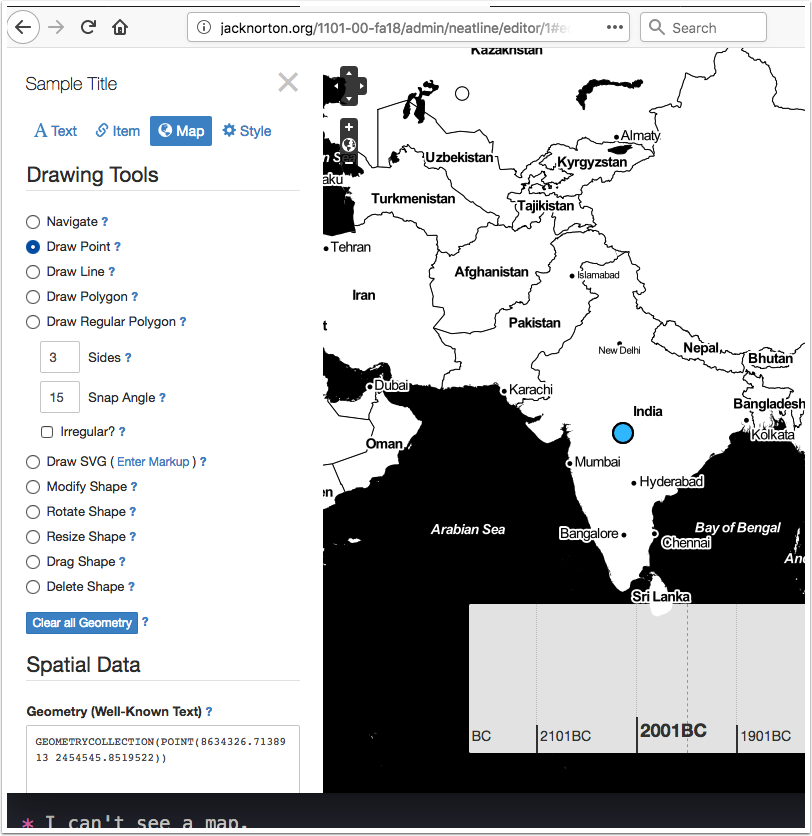 jacknorton.org/1101-00-fa18/admin/neatline/editor/1#e
Search
Sample Title
Text
Item
Map
Style
Drawing Tools
Navigate ?
Draw Point ?
Draw Line ?
Draw Polygon ?
Draw Regular Polygon ?
3 Sides ?
15 Snap Angle ?
Irregular? ?
Draw SVG ( Enter Markup ) ?
Modify Shape ?
Rotate Shape ?
Resize Shape ?
Drag Shape ?
Delete Shape ?
Clear all Geometry ?
Spatial Data
Geometry (Well-Known Text) ?
GEOMETRYCOLLECTION(POINT(8634326.71389
13 2454545.8519522))
Kazakhstan
Almaty
Uzbekistan
Kyrgyzstan
aku
Turkmenistan
Tajikistan
Tehran
Afghanistan
Islamabad
Iran
Pakistan
New Delhi
Nepal
Bhutan
Dubai
Karachi
Bangladesh
India
Kolkata
Oman
Mumbai
Hyderabad
en
Arabian Sea
Bay of Bengal
Bangalore
Chennai
And
Sri Lanka
BC
2101BC
2001BC
1901BC
* I can't see a map.